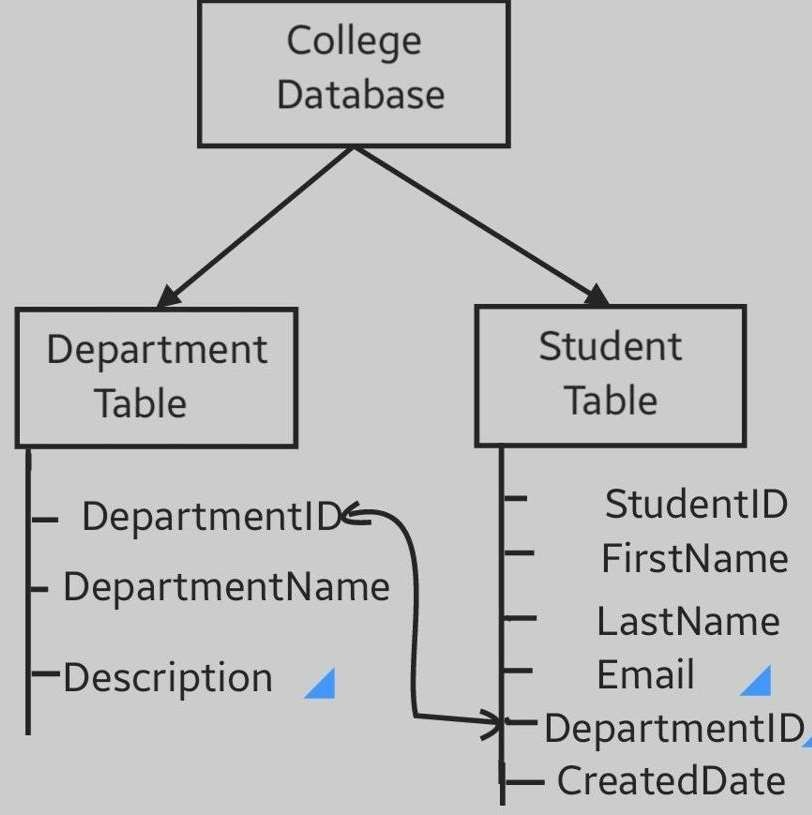 College
Database
Department
Table
Student
Table
DepartmentID
DepartmentName
Description
StudentID
FirstName
LastName
Email
DepartmentID
CreatedDate